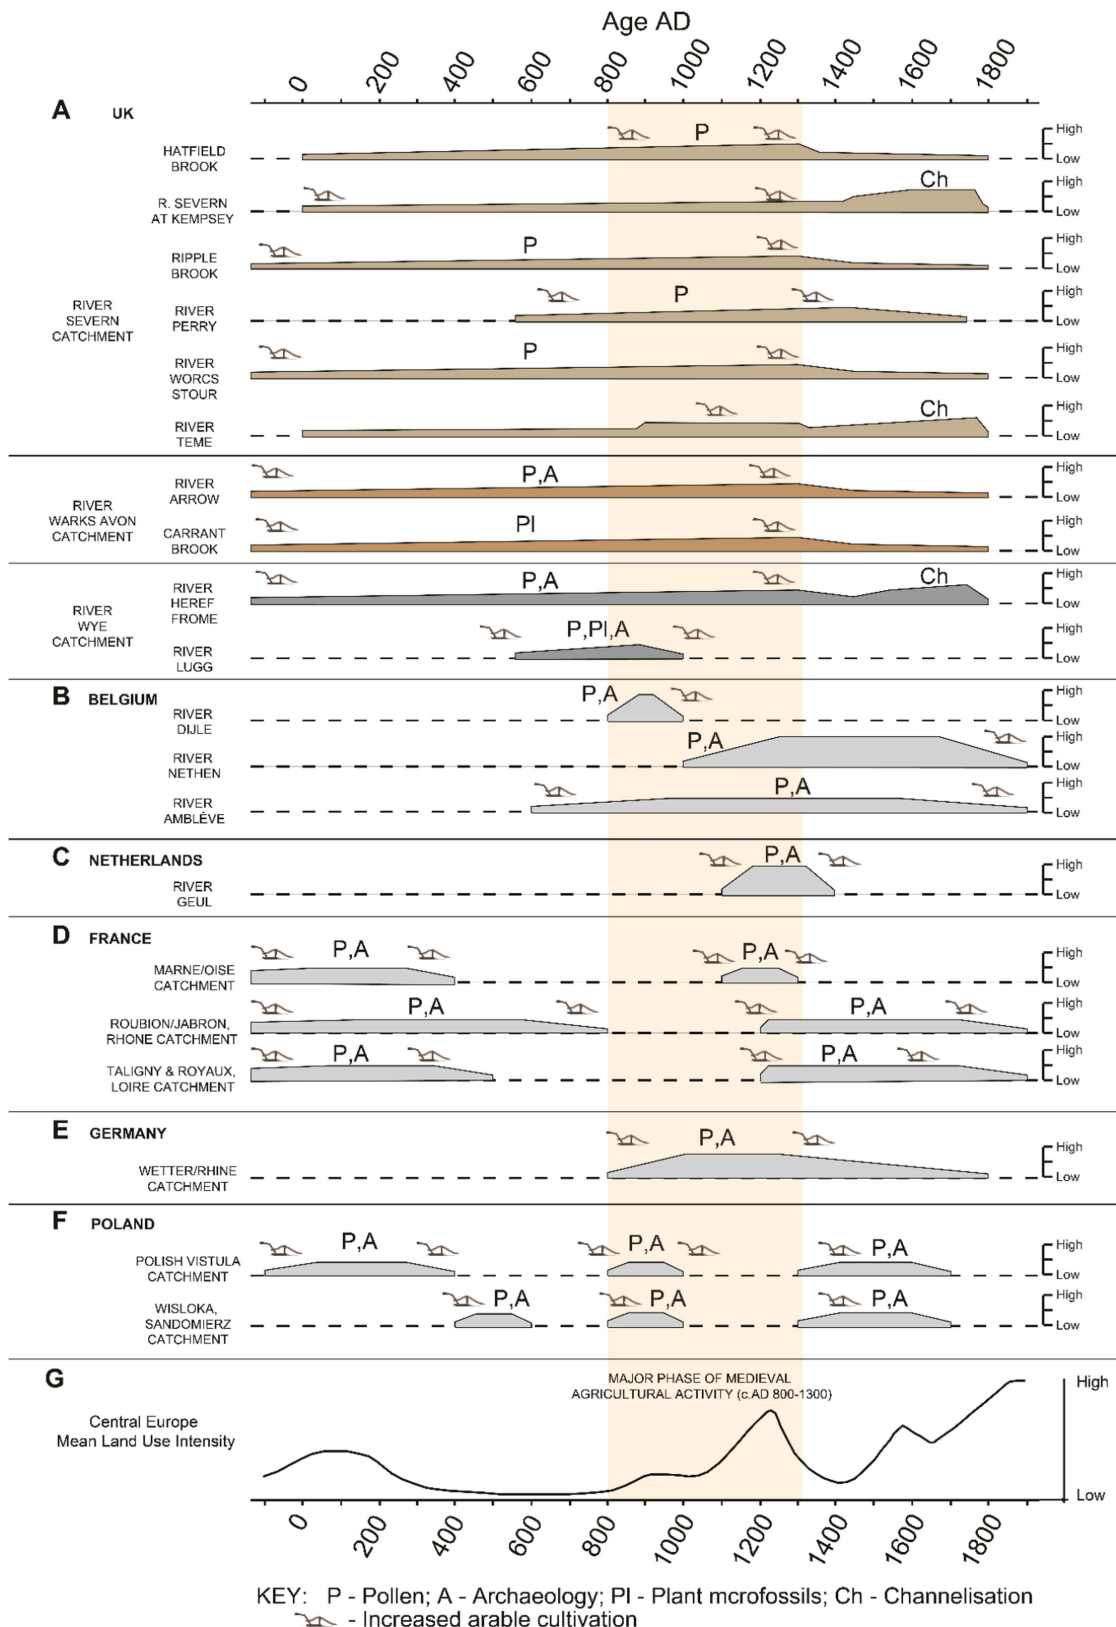 Age AD
0 200 400 600 800 1000 1200 1400 1600 1800
A UK
HATFIELD
BROOK
P
High
Low
R. SEVERN
AT KEMPSEY
Ch
High
Low
RIPPLE
BROOK
P
High
Low
RIVER
SEVERN
CATCHMENT
RIVER
PERRY
P
High
Low
RIVER
WORCS
STOUR
P
High
Low
RIVER
TEME
Ch
High
Low
RIVER
WARKS AVON
CATCHMENT
RIVER
ARROW
P,A
High
Low
CARRANT
BROOK
Pl
High
Low
RIVER
WYE
CATCHMENT
RIVER
HEREF
FROME
P,A
Ch
High
Low
RIVER
LUGG
P,Pl,A
High
Low
B BELGIUM
RIVER
DIJLE
P,A
High
Low
RIVER
NETHEN
P,A
High
Low
RIVER
AMBLÈVE
P,A
High
Low
C NETHERLANDS
RIVER
GEUL
P,A
High
Low
D FRANCE
MARNE/OISE
CATCHMENT
P,A
P,A
High
Low
ROUBION/JABRON,
RHONE CATCHMENT
P,A
P,A
High
Low
TALIGNY & ROYAUX,
LOIRE CATCHMENT
P,A
P,A
High
Low
E GERMANY
WETTER/RHINE
CATCHMENT
P,A
High
Low
F POLAND
POLISH VISTULA
CATCHMENT
P,A
P,A
P,A
High
Low
WISLOKA,
SANDOMIERZ
CATCHMENT
P,A
P,A
P,A
High
Low
G
MAJOR PHASE OF MEDIEVAL
AGRICULTURAL ACTIVITY (c.AD 800-1300)
Central Europe
Mean Land Use Intensity
High
Low
0 200 400 600 800 1000 1200 1400 1600 1800
KEY: P - Pollen; A - Archaeology; Pl - Plant mcrofossils; Ch - Channelisation
- Increased arable cultivation